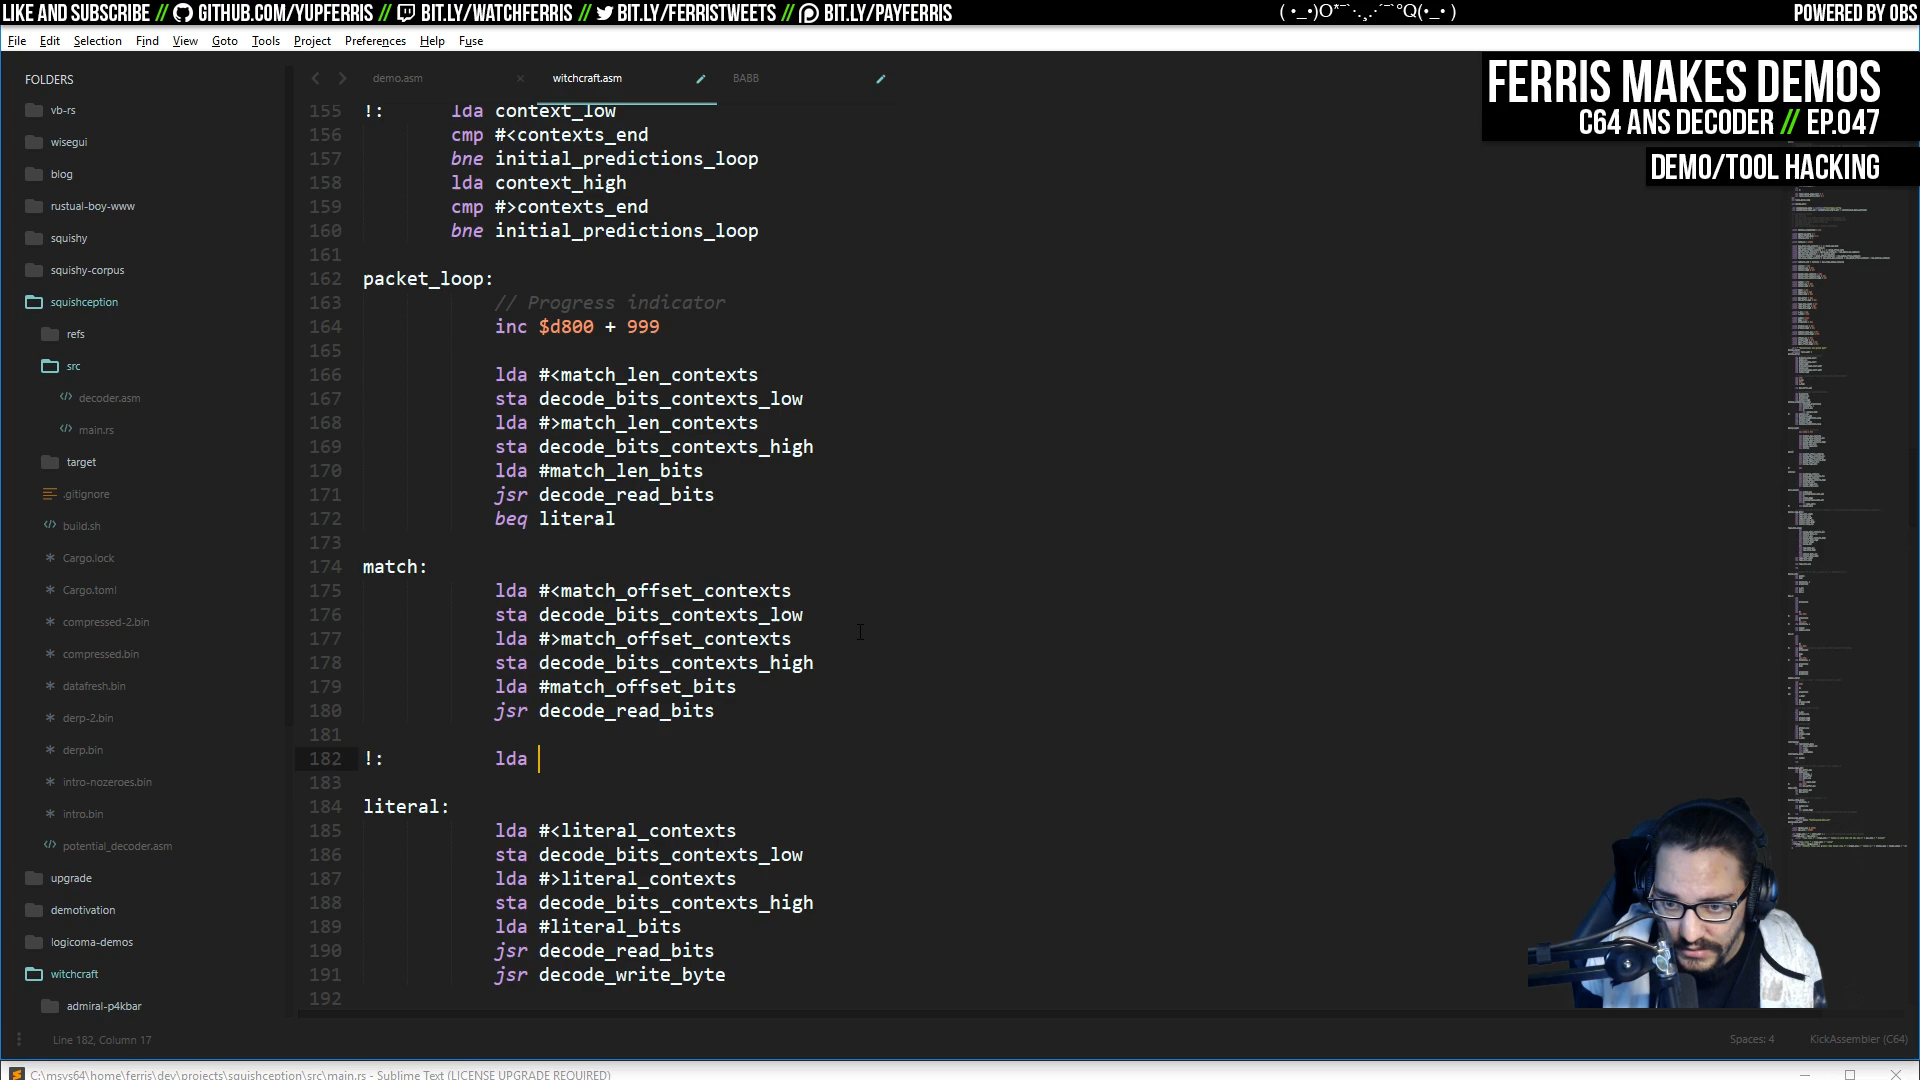 LIKE AND SUBSCRIBE // GITHUB.COM/YUPFERRIS // BIT.LY/WATCHFERRIS // BIT.LY/FERRISTWEETS // BIT.LY/PAYFERRIS
POWERED BY OBS
File Edit Selection Find View Goto Tools Project Preferences Help Fuse
FERRIS MAKES DEMOS
C64 ANS DECODER // EP.047
DEMO/TOOL HACKING
FOLDERS
vb-rs
wisegui
blog
rustual-boy-www
squishy
squishy-corpus
squishception
refs
src
decoder.asm
main.rs
target
.gitignore
build.sh
Cargo.lock
Cargo.toml
compressed-2.bin
compressed.bin
datafresh.bin
derp-2.bin
derp.bin
intro-nozeroes.bin
intro.bin
potential_decoder.asm
upgrade
demotivation
logicoma-demos
witchcraft
admiral-p4kbar
demo.asm × witchcraft.asm BABB
155 !: lda context_low
156 cmp #<contexts_end
157 bne initial_predictions_loop
158 lda context_high
159 cmp #>contexts_end
160 bne initial_predictions_loop
161
162 packet_loop:
163 // Progress indicator
164 inc $d800 + 999
165
166 lda #<match_len_contexts
167 sta decode_bits_contexts_low
168 lda #>match_len_contexts
169 sta decode_bits_contexts_high
170 lda #match_len_bits
171 jsr decode_read_bits
172 beq literal
173
174 match:
175 lda #<match_offset_contexts
176 sta decode_bits_contexts_low
177 lda #>match_offset_contexts
178 sta decode_bits_contexts_high
179 lda #match_offset_bits
180 jsr decode_read_bits
181
182 !: lda
183
184 literal:
185 lda #<literal_contexts
186 sta decode_bits_contexts_low
187 lda #>literal_contexts
188 sta decode_bits_contexts_high
189 lda #literal_bits
190 jsr decode_read_bits
191 jsr decode_write_byte
192
Line 182, Column 17
Spaces: 4
KickAssembler (C64)
C:\msys64\home\ferris\dev\projects\squishception\src\main.rs - Sublime Text (LICENSE UPGRADE REQUIRED)